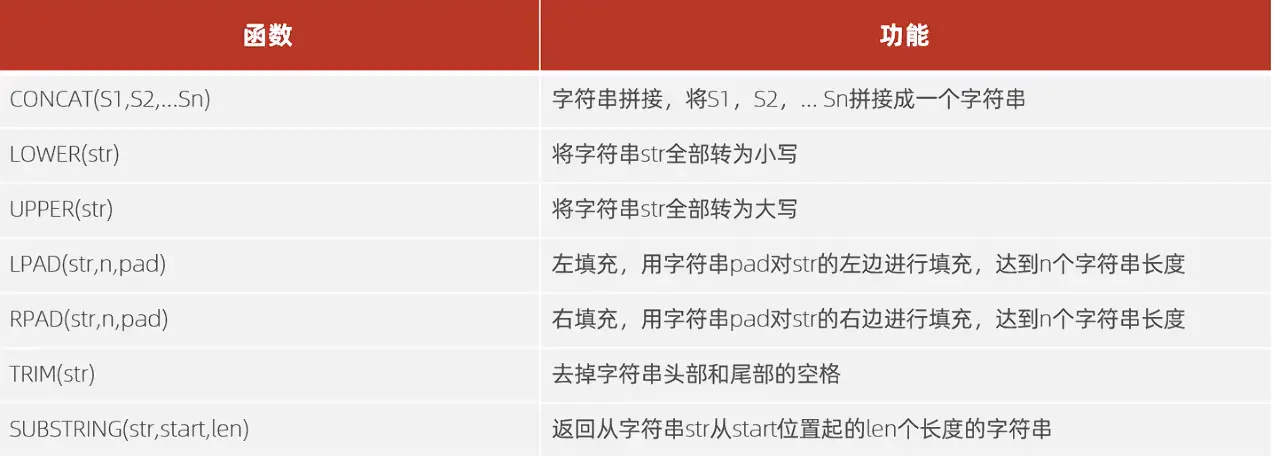 函数 功能
CONCAT(S1,S2,...Sn) 字符串拼接，将S1，S2，... Sn拼接成一个字符串
LOWER(str) 将字符串str全部转为小写
UPPER(str) 将字符串str全部转为大写
LPAD(str,n,pad) 左填充，用字符串pad对str的左边进行填充，达到n个字符串长度
RPAD(str,n,pad) 右填充，用字符串pad对str的右边进行填充，达到n个字符串长度
TRIM(str) 去掉字符串头部和尾部的空格
SUBSTRING(str,start,len) 返回从字符串str从start位置起的len个长度的字符串